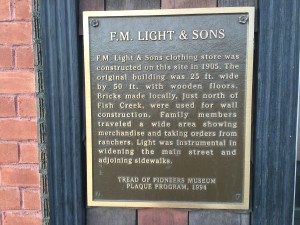 F.M. LIGHT & SONS
F.M. Light & Sons clothing store was
constructed on this site in 1905. The
original building was 25 ft. wide
by 50 ft. with wooden floors.
Bricks made locally, just north of
Fish Creek, were used for wall
construction. Family members
traveled a wide area showing
merchandise and taking orders from
ranchers. Light was instrumental in
widening the main street and
adjoining sidewalks.
TREAD OF PIONEERS MUSEUM
PLAQUE PROGRAM, 1994